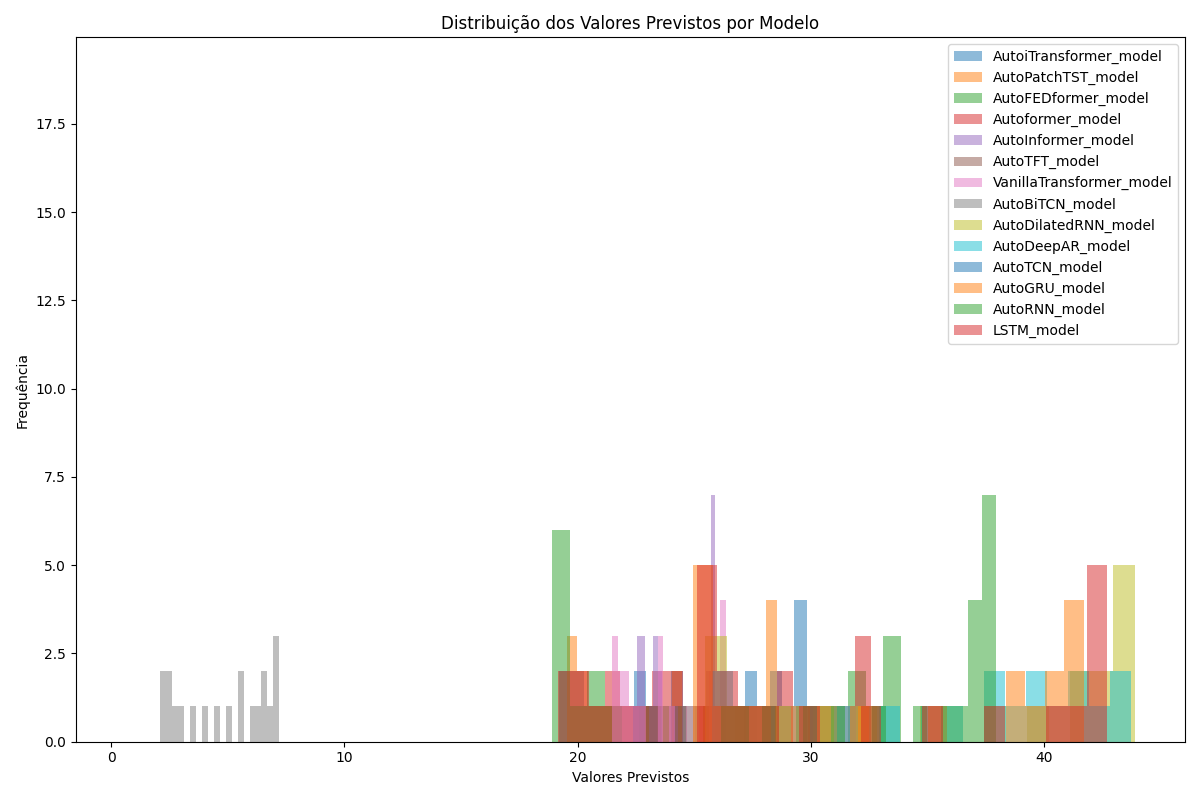 Distribuição dos Valores Previstos por Modelo
AutoiTransformer_model
AutoPatchTST_model
AutoFEDformer_model
Autoformer_model
AutoInformer_model
AutoTFT_model
VanillaTransformer_model
AutoBiTCN_model
AutoDilatedRNN_model
AutoDeepAR_model
AutoTCN_model
AutoGRU_model
AutoRNN_model
LSTM_model
17.5
15.0
12.5
10.0
7.5
5.0
2.5
0.0
Frequência
0 10 20 30 40
Valores Previstos